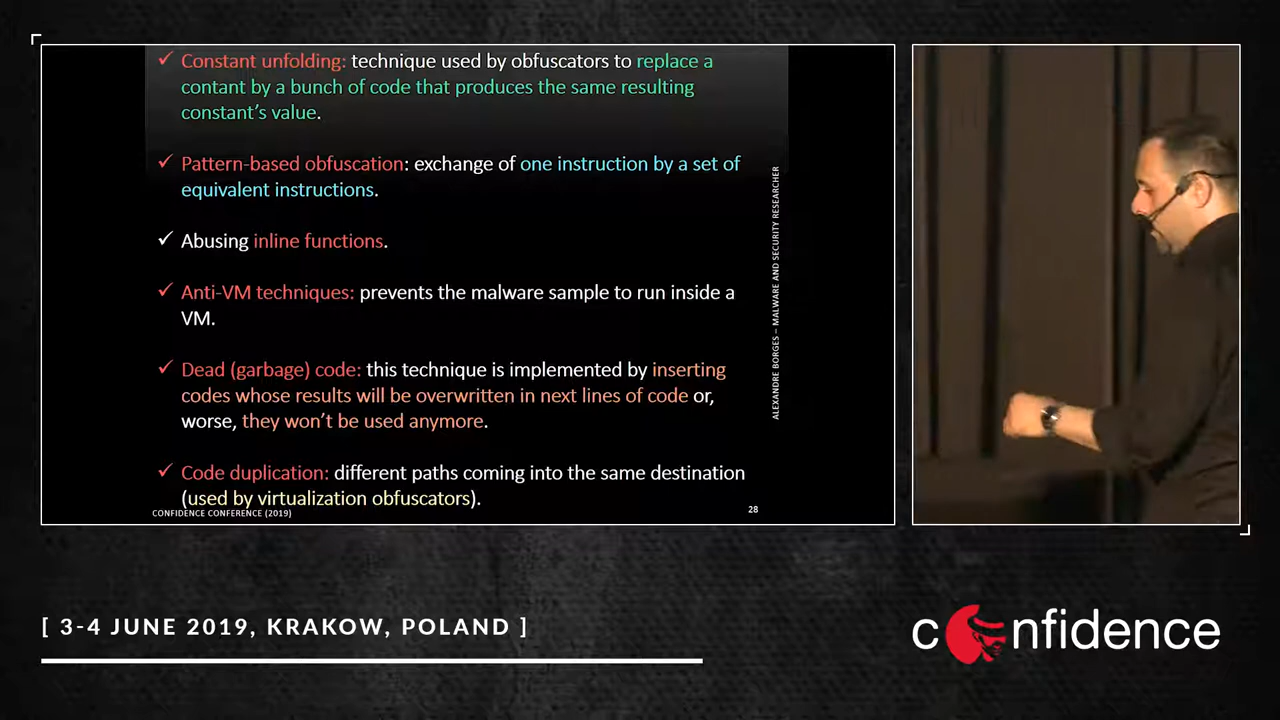 Constant unfolding: technique used by obfuscators to replace a
contant by a bunch of code that produces the same resulting
constant's value.
Pattern-based obfuscation: exchange of one instruction by a set of
equivalent instructions.
Abusing inline functions.
Anti-VM techniques: prevents the malware sample to run inside a
VM.
Dead (garbage) code: this technique is implemented by inserting
codes whose results will be overwritten in next lines of code or,
worse, they won't be used anymore.
Code duplication: different paths coming into the same destination
(used by virtualization obfuscators).
CONFIDENCE CONFERENCE (2019)
28
ALEXANDRE BORGES – MALWARE AND SECURITY RESEARCHER
[ 3-4 JUNE 2019, KRAKOW, POLAND ]
confidence